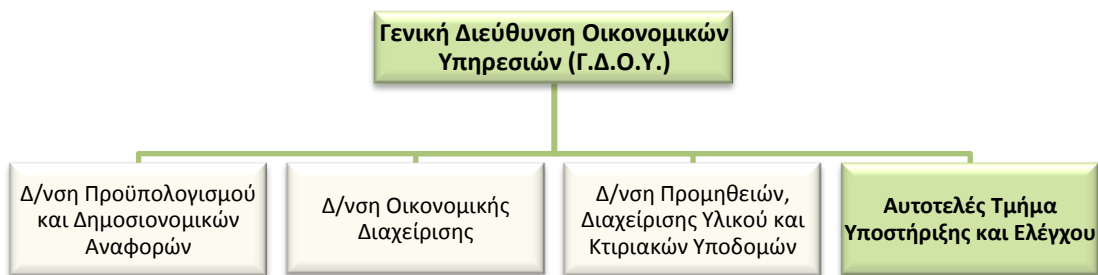 Γενική Διεύθυνση Οικονομικών
Υπηρεσιών (Γ.Δ.Ο.Υ.)
Δ/νση Προϋπολογισμού
και Δημοσιονομικών
Αναφορών
Δ/νση Οικονομικής
Διαχείρισης
Δ/νση Προμηθειών,
Διαχείρισης Υλικού και
Κτιριακών Υποδομών
Αυτοτελές Τμήμα
Υποστήριξης και Ελέγχου